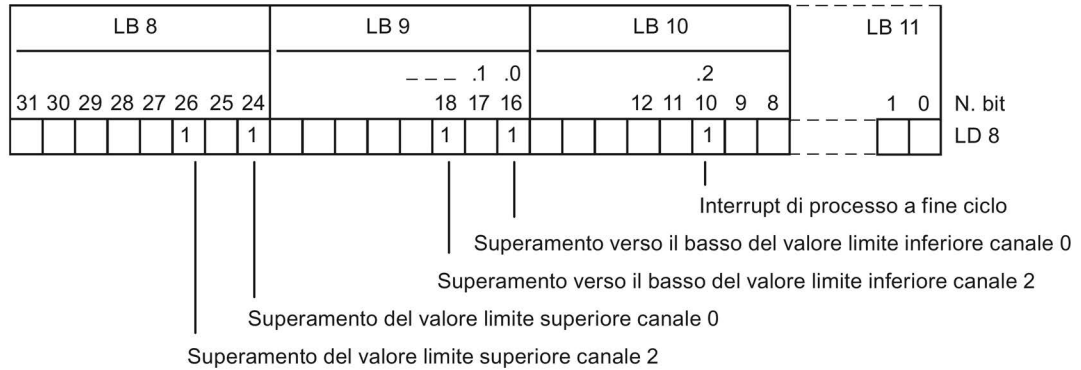 LB 8 LB 9 LB 10 LB 11
.1 .0 .2
31 30 29 28 27 26 25 24 18 17 16 12 11 10 9 8 1 0 N. bit
1 1 1 1 1 LD 8
Interrupt di processo a fine ciclo
Superamento verso il basso del valore limite inferiore canale 0
Superamento verso il basso del valore limite inferiore canale 2
Superamento del valore limite superiore canale 0
Superamento del valore limite superiore canale 2